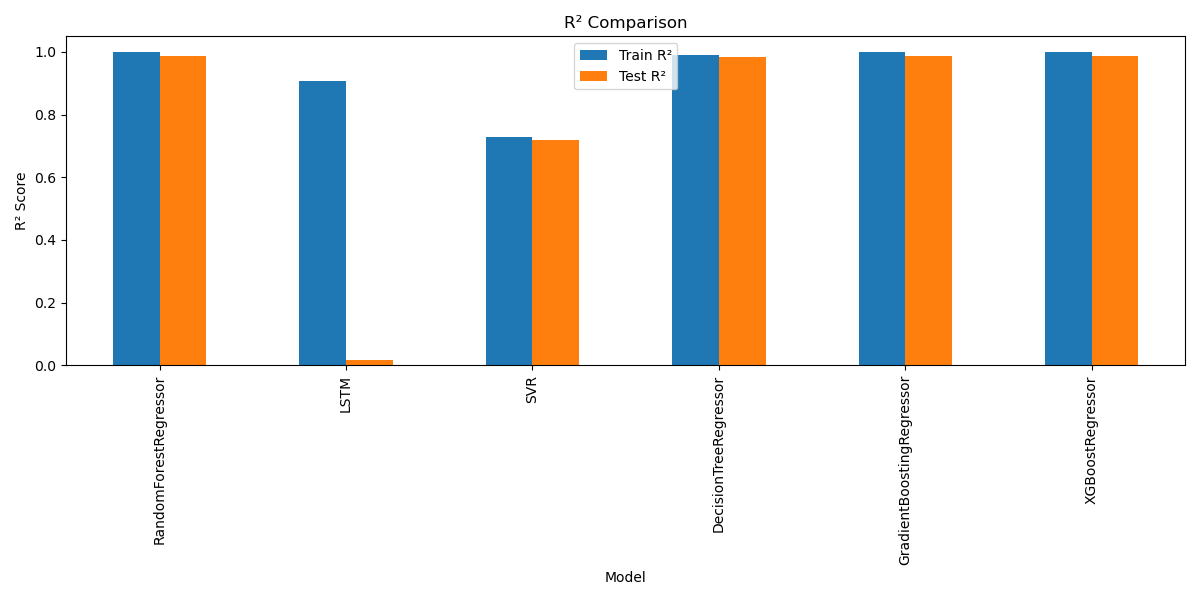 R² Comparison
Train R²
Test R²
R² Score
1.0
0.8
0.6
0.4
0.2
0.0
RandomForestRegressor
LSTM
SVR
DecisionTreeRegressor
GradientBoostingRegressor
XGBoostRegressor
Model